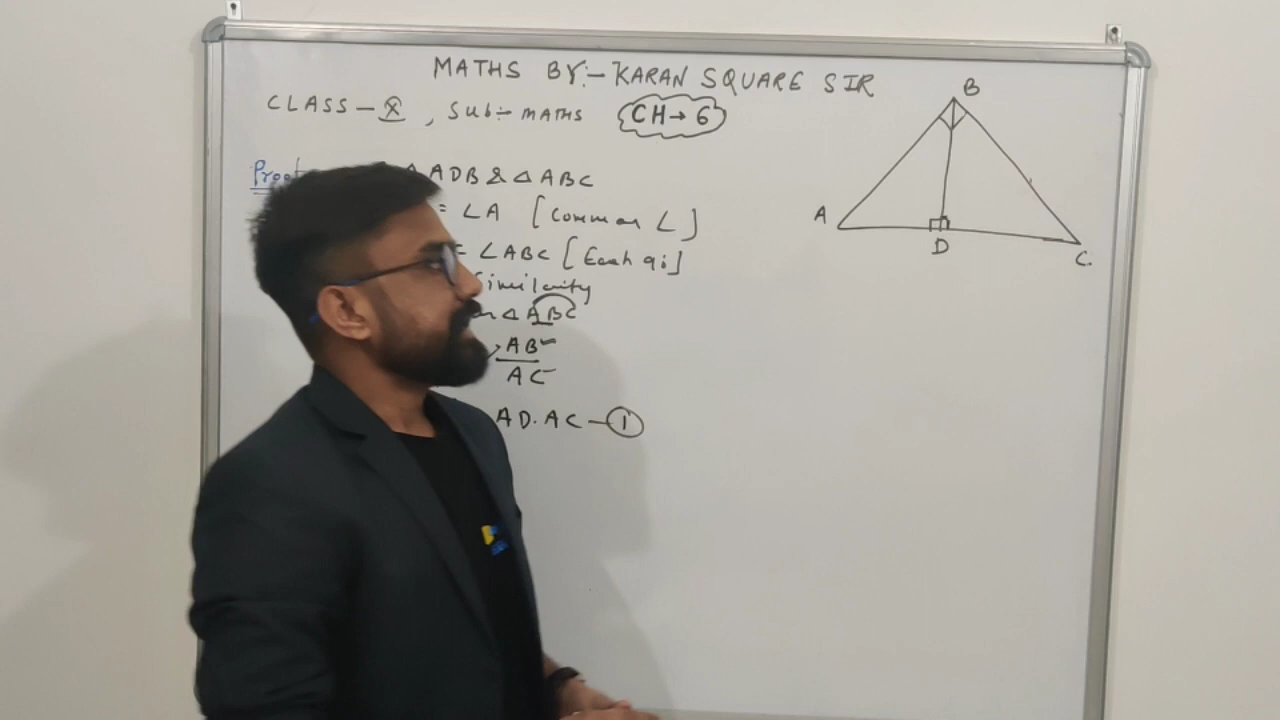 MATHS BY:- KARAN SQUARE SIR
CLASS - X , Sub:- MATHS CH→ 6
Proof ADB & △ ABC
= ∠A [Common ∠]
= ∠ABC [Each 90]
Similarity
△ ABC
AB
AC
AD. AC - ①
B
A
D
C.